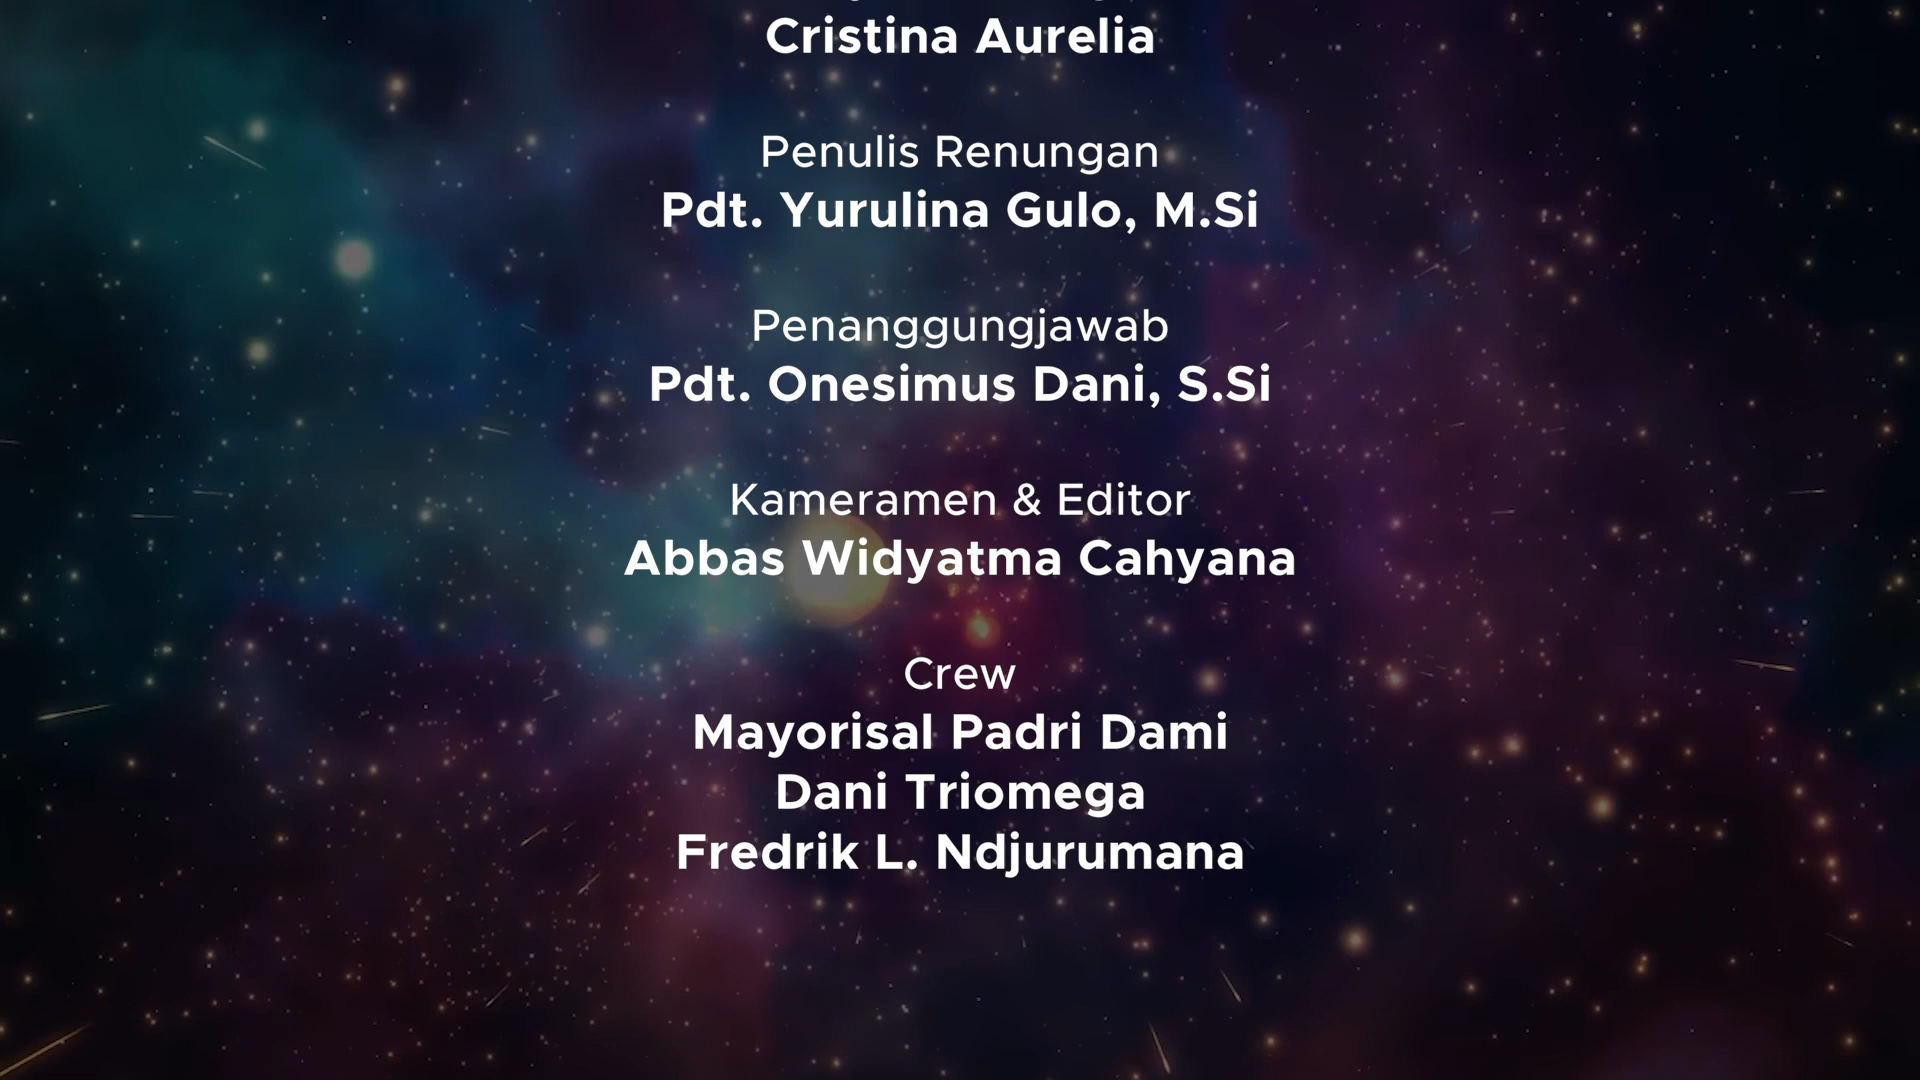 Cristina Aurelia
Penulis Renungan
Pdt. Yurulina Gulo, M.Si
Penanggungjawab
Pdt. Onesimus Dani, S.Si
Kameramen & Editor
Abbas Widyatma Cahyana
Crew
Mayorisal Padri Dami
Dani Triomega
Fredrik L. Ndjurumana